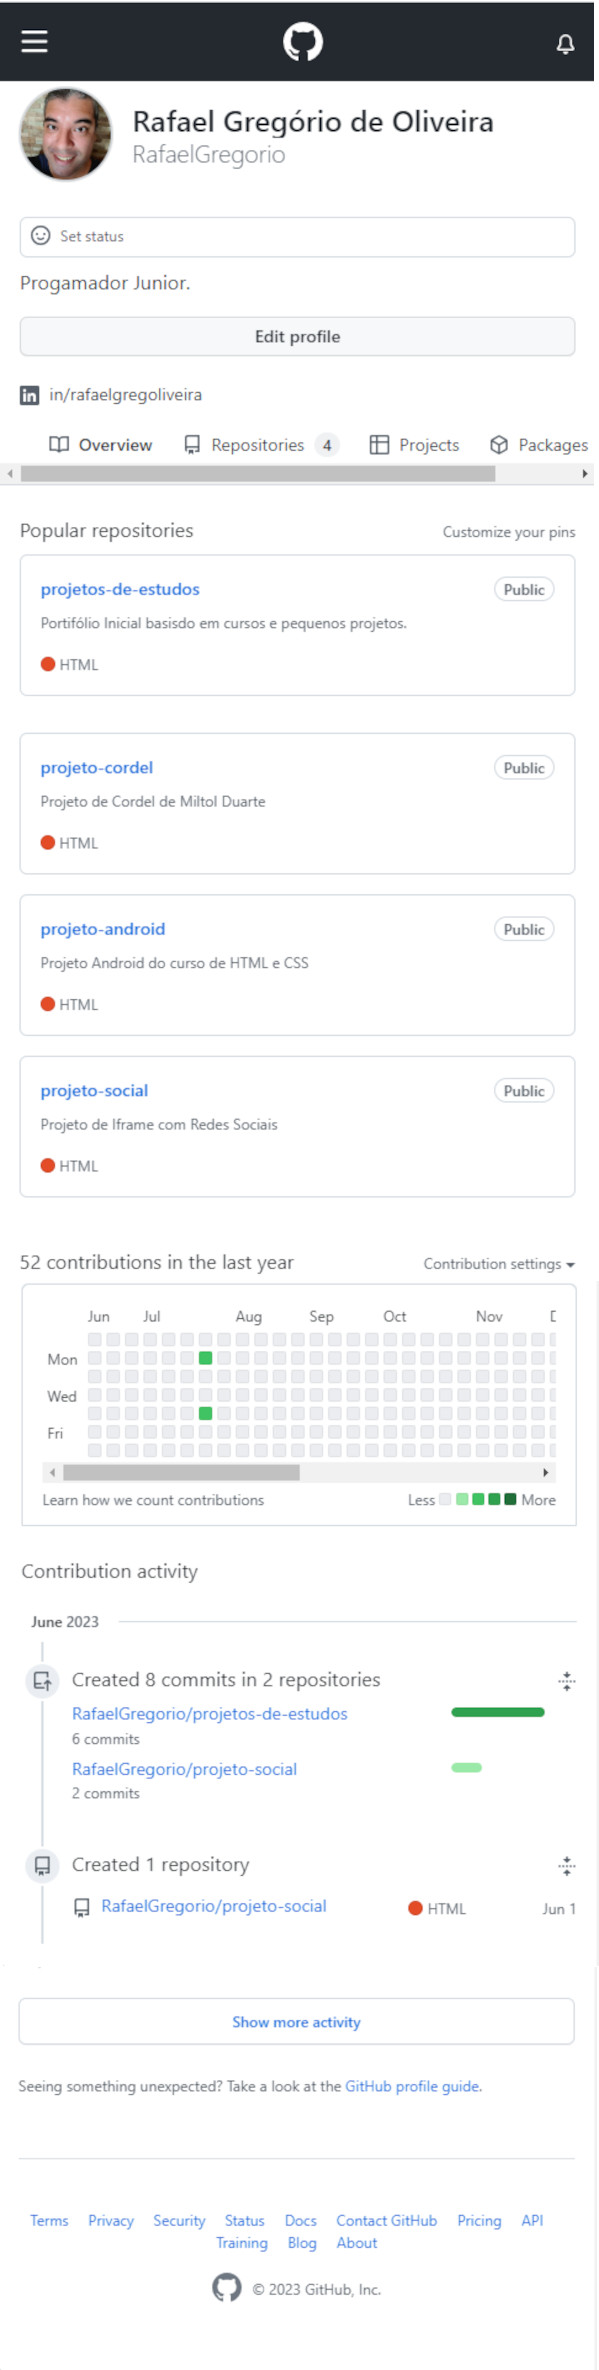 Rafael Gregório de Oliveira
RafaelGregorio
Set status
Progamador Junior.
Edit profile
in/rafaelgregoliveira
Overview Repositories 4 Projects Packages
Popular repositories Customize your pins
projetos-de-estudos Public
Portifólio Inicial basisdo em cursos e pequenos projetos.
HTML
projeto-cordel Public
Projeto de Cordel de Miltol Duarte
HTML
projeto-android Public
Projeto Android do curso de HTML e CSS
HTML
projeto-social Public
Projeto de Iframe com Redes Sociais
HTML
52 contributions in the last year Contribution settings
Jun Jul Aug Sep Oct Nov
Mon
Wed
Fri
Learn how we count contributions Less More
Contribution activity
June 2023
Created 8 commits in 2 repositories
RafaelGregorio/projetos-de-estudos
6 commits
RafaelGregorio/projeto-social
2 commits
Created 1 repository
RafaelGregorio/projeto-social HTML Jun 1
Show more activity
Seeing something unexpected? Take a look at the GitHub profile guide.
Terms Privacy Security Status Docs Contact GitHub Pricing API
Training Blog About
© 2023 GitHub, Inc.